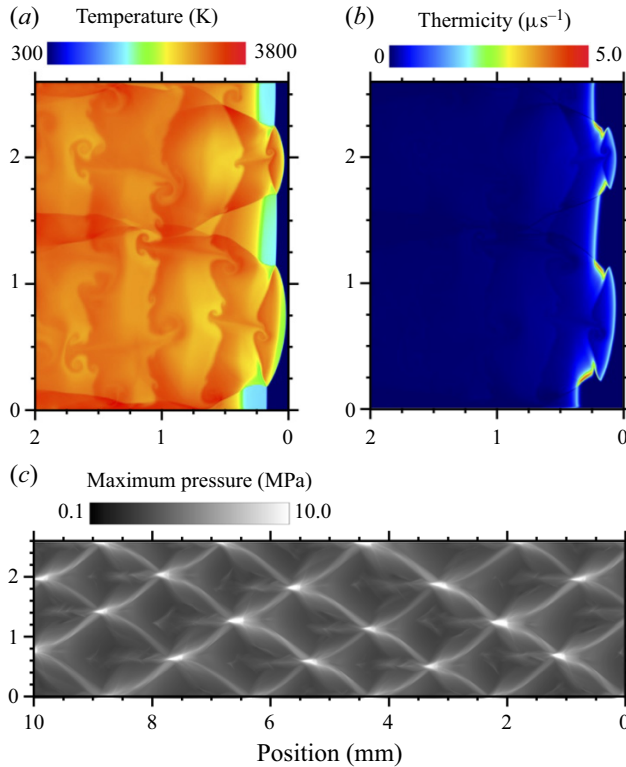 (a) Temperature (K) (b) Thermicity (μs⁻¹)
300 3800 0 5.0
2
1
0
2 1 0
2
1
0
2 1 0
(c) Maximum pressure (MPa)
0.1 10.0
2
1
0
10 8 6 4 2 0
Position (mm)